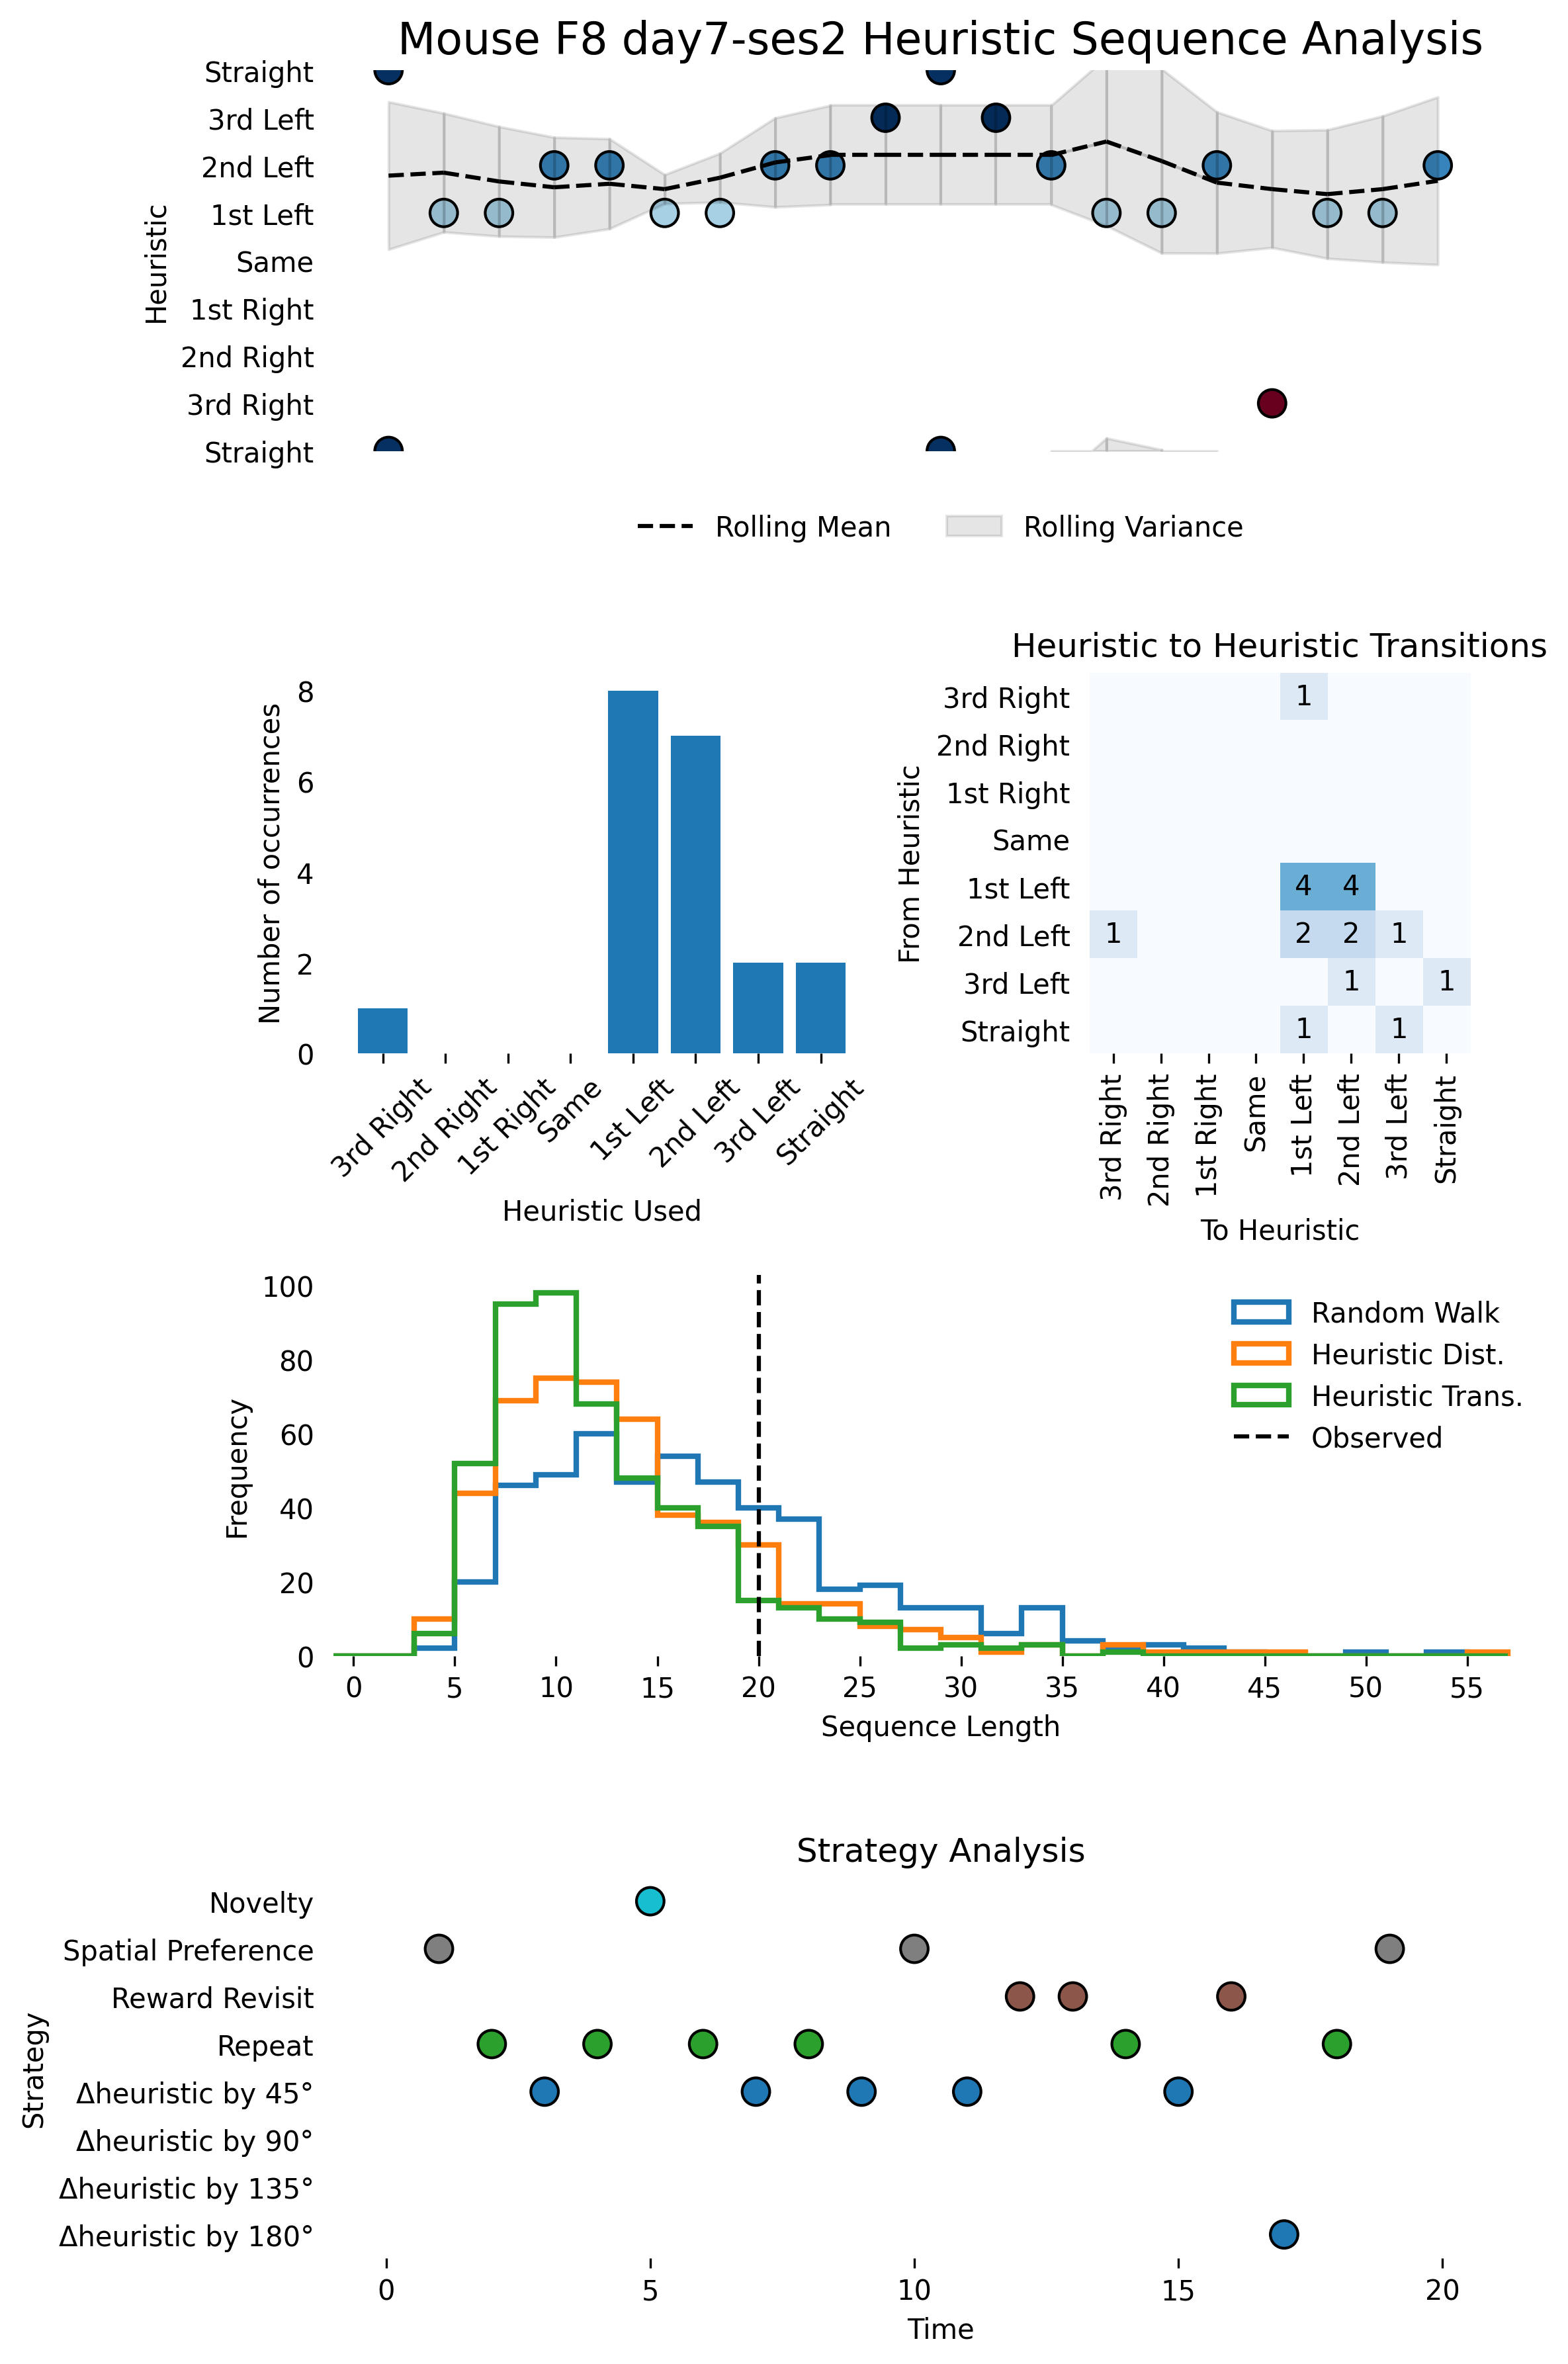 Mouse F8 day7-ses2 Heuristic Sequence Analysis
Heuristic
Straight
3rd Left
2nd Left
1st Left
Same
1st Right
2nd Right
3rd Right
Straight
Rolling Mean
Rolling Variance
Number of occurrences
8
6
4
2
0
3rd Right
2nd Right
1st Right
Same
1st Left
2nd Left
3rd Left
Straight
Heuristic Used
Heuristic to Heuristic Transitions
From Heuristic
3rd Right 1
2nd Right
1st Right
Same
1st Left 4 4
2nd Left 1 2 2 1
3rd Left 1 1
Straight 1 1
3rd Right
2nd Right
1st Right
Same
1st Left
2nd Left
3rd Left
Straight
To Heuristic
Frequency
100
80
60
40
20
0
0 5 10 15 20 25 30 35 40 45 50 55
Sequence Length
Random Walk
Heuristic Dist.
Heuristic Trans.
Observed
Strategy Analysis
Strategy
Novelty
Spatial Preference
Reward Revisit
Repeat
Δheuristic by 45°
Δheuristic by 90°
Δheuristic by 135°
Δheuristic by 180°
0 5 10 15 20
Time